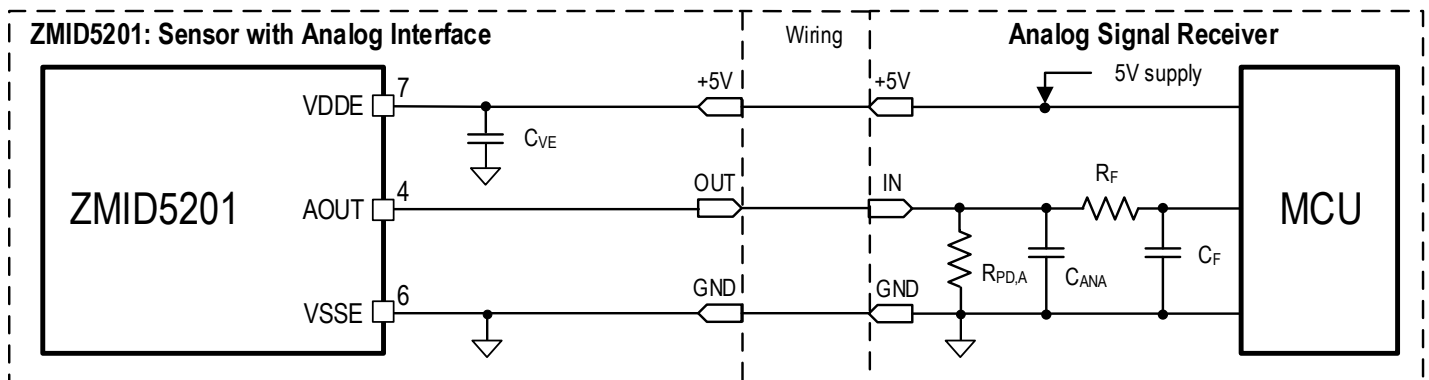 ZMID5201: Sensor with Analog Interface
Wiring
Analog Signal Receiver
VDDE
7
+5V
+5V
5V supply
CVE
ZMID5201
AOUT
4
OUT
IN
RF
MCU
RPD,A
CANA
CF
VSSE
6
GND
GND